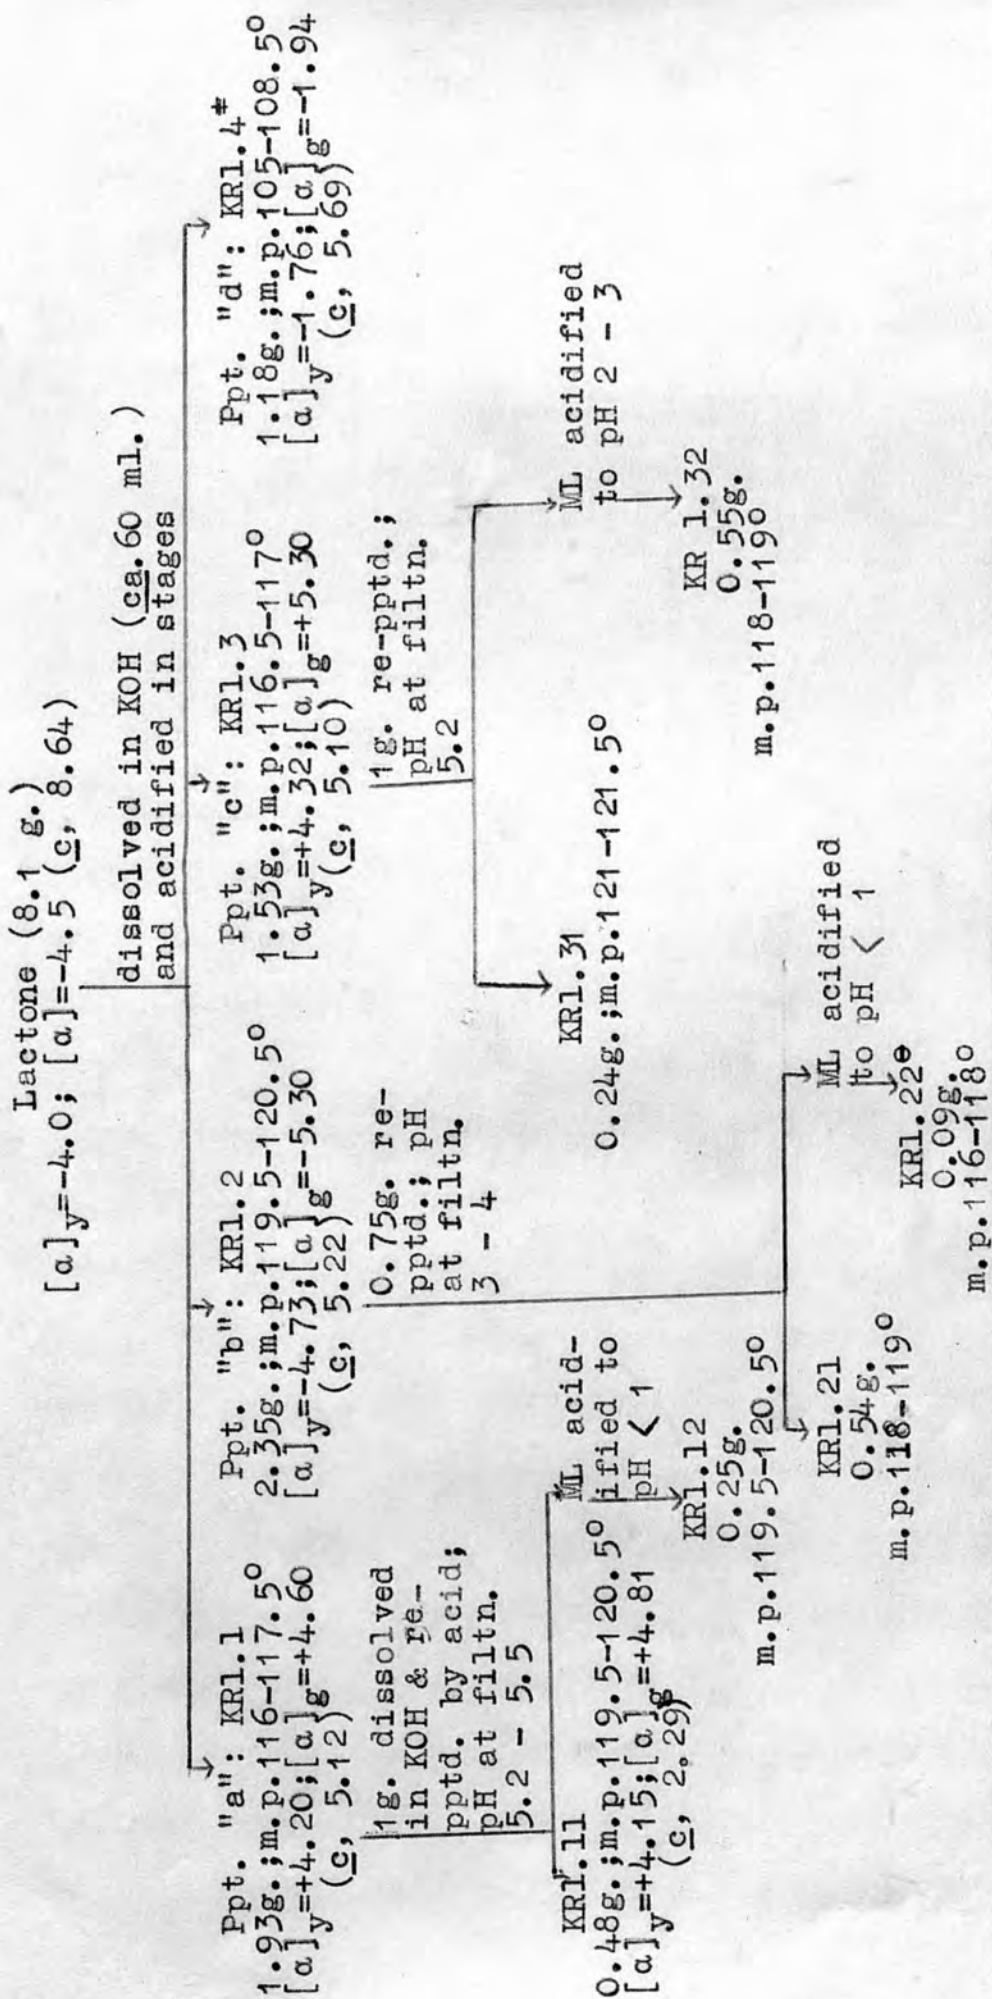 Lactone (8.1 g.)
[α]y=-4.0; [α]=-4.5 (c, 8.64)
dissolved in KOH (ca.60 ml.)
and acidified in stages
Ppt. "a": KR1.1
1.93g.;m.p.116-117.5°
[α]y=+4.20;[α]g=+4.60
(c, 5.12)
1g. dissolved
in KOH & re-
pptd. by acid;
pH at filtn.
5.2 - 5.5
KR1.11
0.48g.;m.p.119.5-120.5°
[α]y=+4.15;[α]g=+4.81
(c, 2.29)
ML acid-
ified to
pH < 1
KR1.12
0.25g.
m.p.119.5-120.5°
Ppt. "b": KR1.2
2.35g.;m.p.119.5-120.5°
[α]y=-4.73;[α]g=-5.30
(c, 5.22)
0.75g. re-
pptd.; pH
at filtn.
3 - 4
KR1.21
0.54g.
m.p.118-119°
ML acidified
to pH < 1
KR1.22θ
0.09g.
m.p.116-118°
Ppt. "c": KR1.3
1.53g.;m.p.116.5-117°
[α]y=+4.32;[α]g=+5.30
(c, 5.10)
1g. re-pptd.;
pH at filtn.
5.2
KR1.31
0.24g.;m.p.121-121.5°
ML acidified
to pH 2 - 3
KR 1.32
0.55g.
m.p.118-119°
Ppt. "d": KR1.4‡
1.18g.;m.p.105-108.5°
[α]y=-1.76;[α]g=-1.94
(c, 5.69)